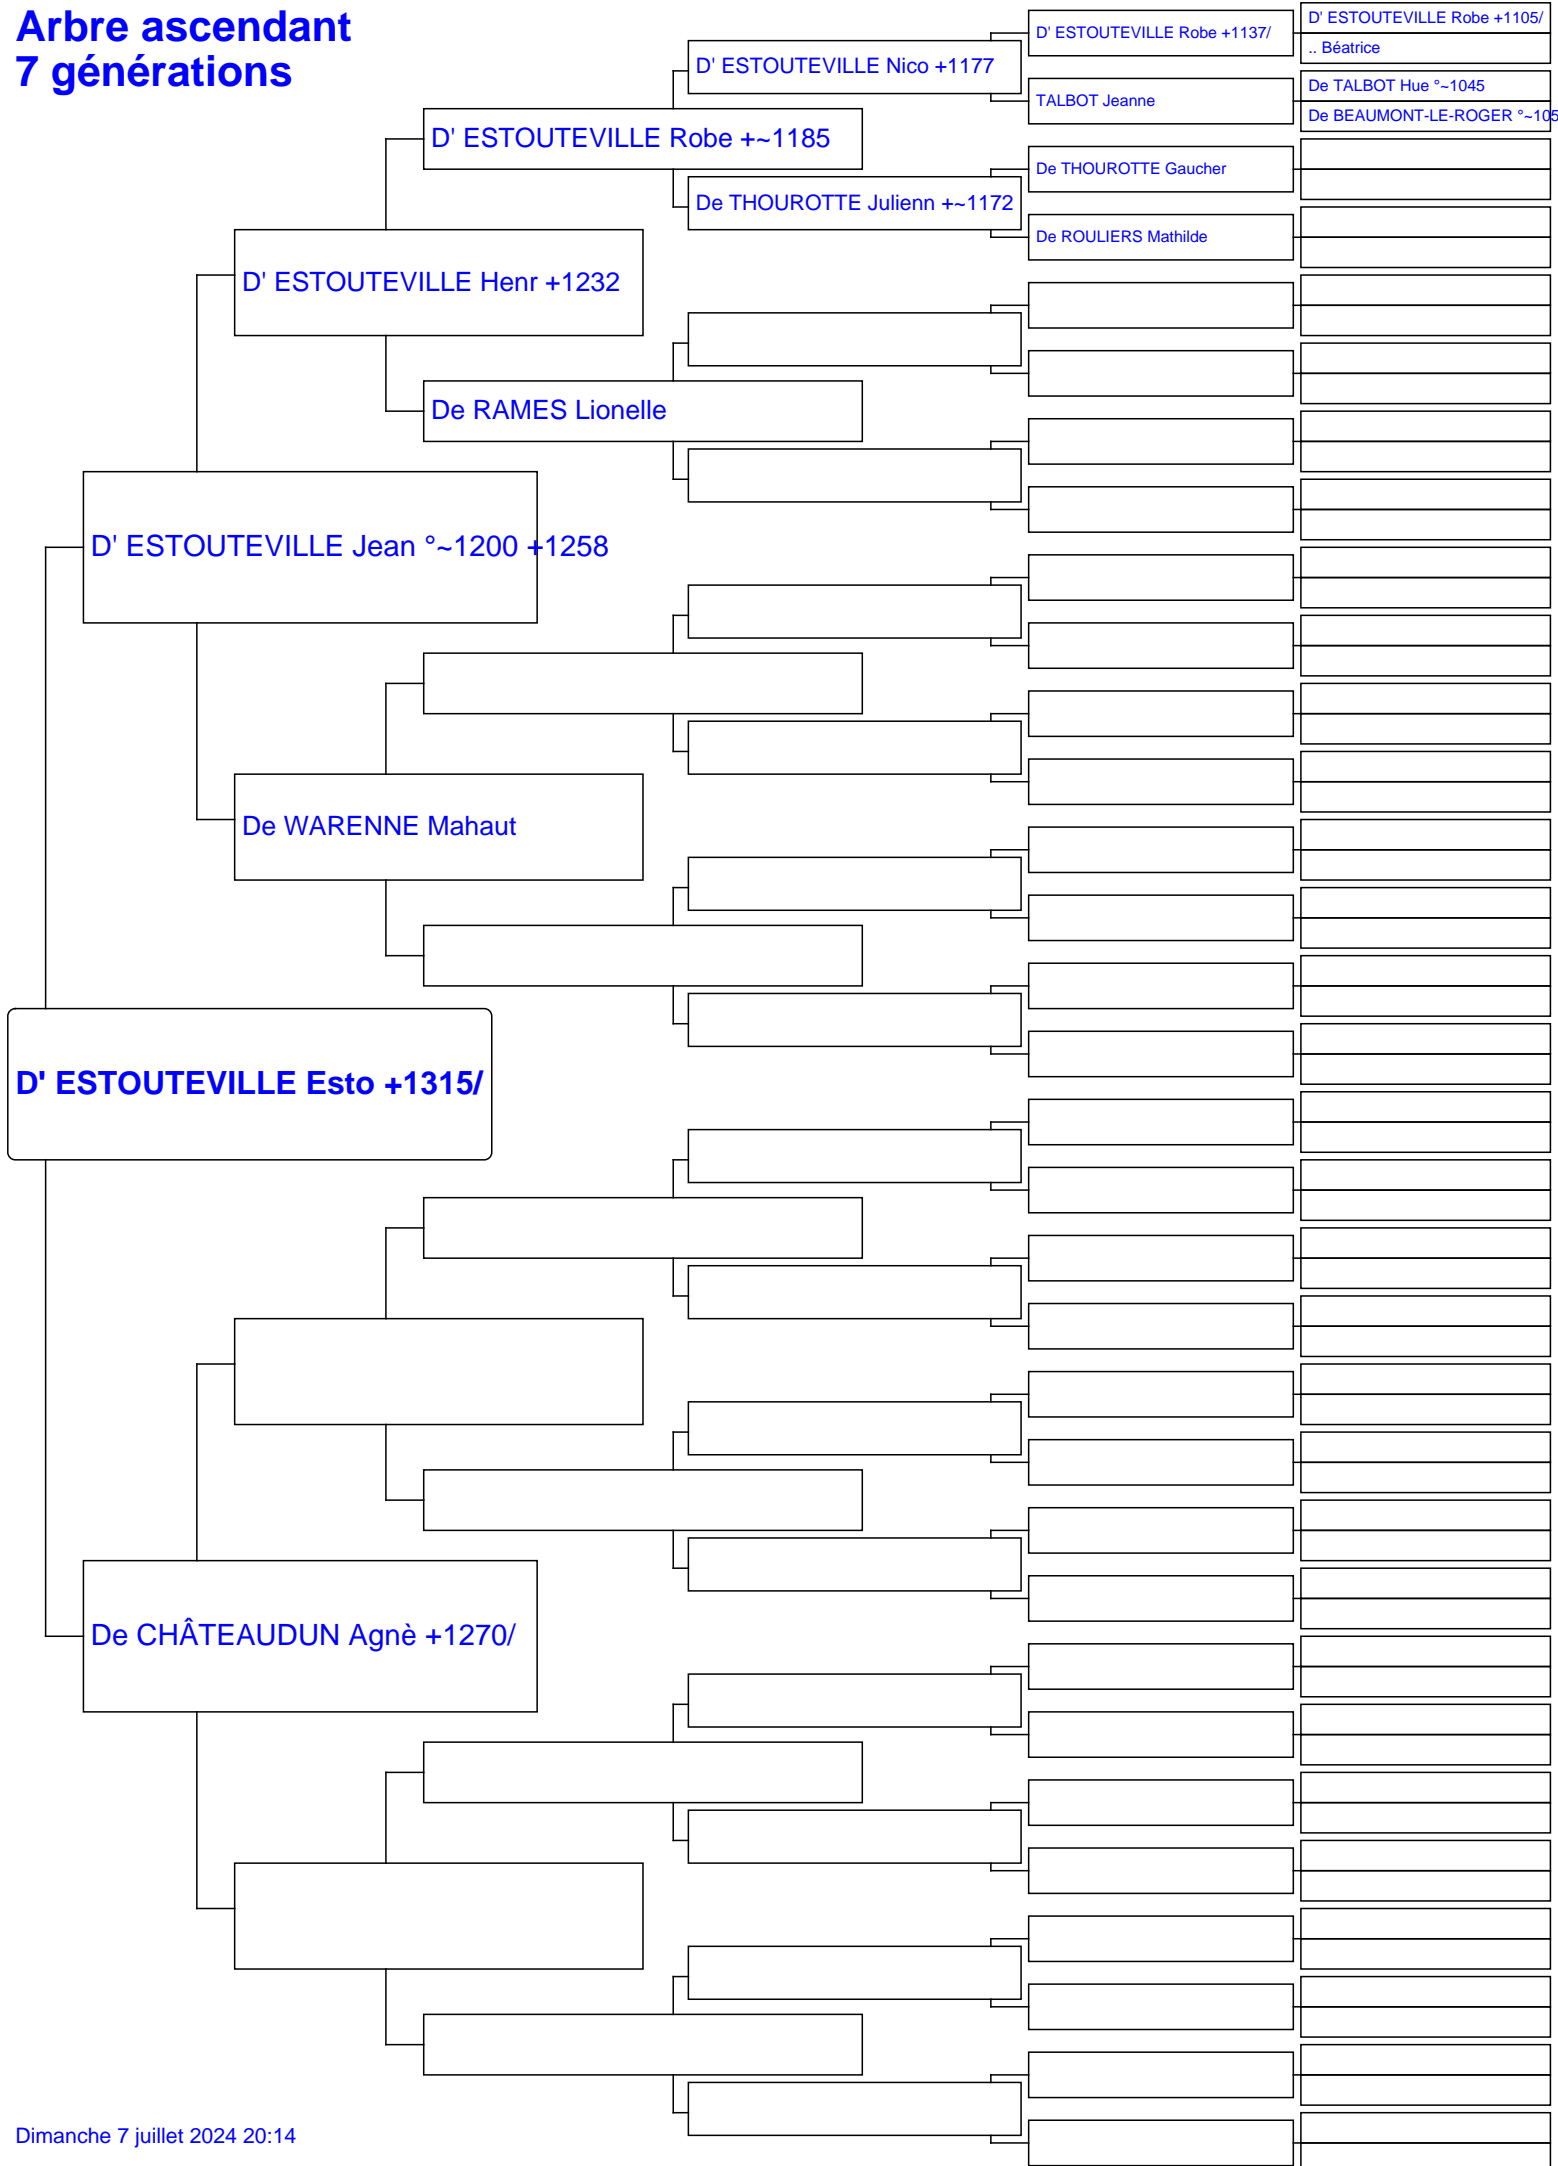 Arbre ascendant
7 générations
D' ESTOUTEVILLE Robe +1105/
.. Béatrice
D' ESTOUTEVILLE Robe +1137/
D' ESTOUTEVILLE Nico +1177
De TALBOT Hue °~1045
TALBOT Jeanne
De BEAUMONT-LE-ROGER °~105
D' ESTOUTEVILLE Robe +~1185
De THOUROTTE Gaucher
De THOUROTTE Julienn +~1172
De ROULIERS Mathilde
D' ESTOUTEVILLE Henr +1232
De RAMES Lionelle
D' ESTOUTEVILLE Jean °~1200 +1258
De WARENNE Mahaut
D' ESTOUTEVILLE Esto +1315/
De CHÂTEAUDUN Agnè +1270/
Dimanche 7 juillet 2024 20:14